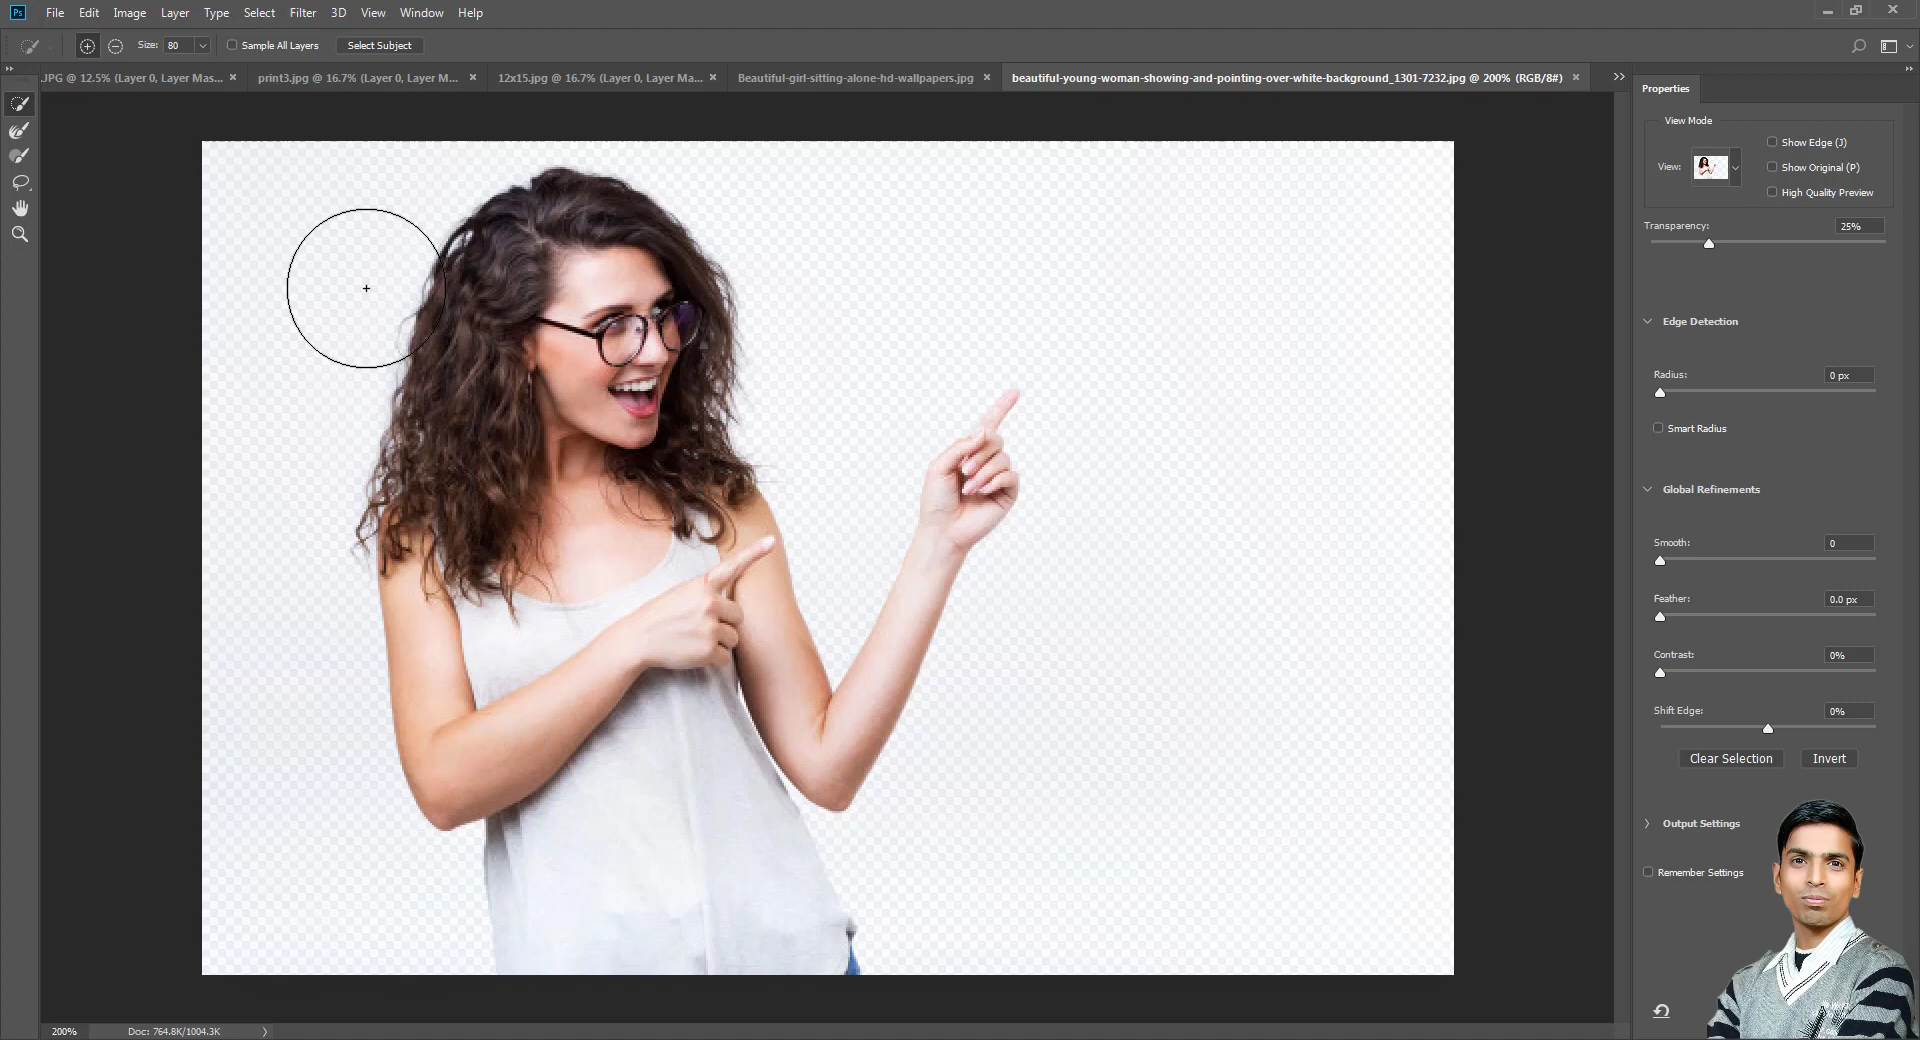 Ps File Edit Image Layer Type Select Filter 3D View Window Help
Size: 80 Sample All Layers Select Subject
.JPG @ 12.5% (Layer 0, Layer Mas... print3.jpg @ 16.7% (Layer 0, Layer M... 12x15.jpg @ 16.7% (Layer 0, Layer Ma... Beautiful-girl-sitting-alone-hd-wallpapers.jpg beautiful-young-woman-showing-and-pointing-over-white-background_1301-7232.jpg @ 200% (RGB/8#)
Properties
View Mode
Show Edge (J)
View: Show Original (P)
High Quality Preview
Transparency: 25%
Edge Detection
Radius: 0 px
Smart Radius
Global Refinements
Smooth: 0
Feather: 0.0 px
Contrast: 0%
Shift Edge: 0%
Clear Selection Invert
Output Settings
Remember Settings
200% Doc: 764.8K/1004.3K